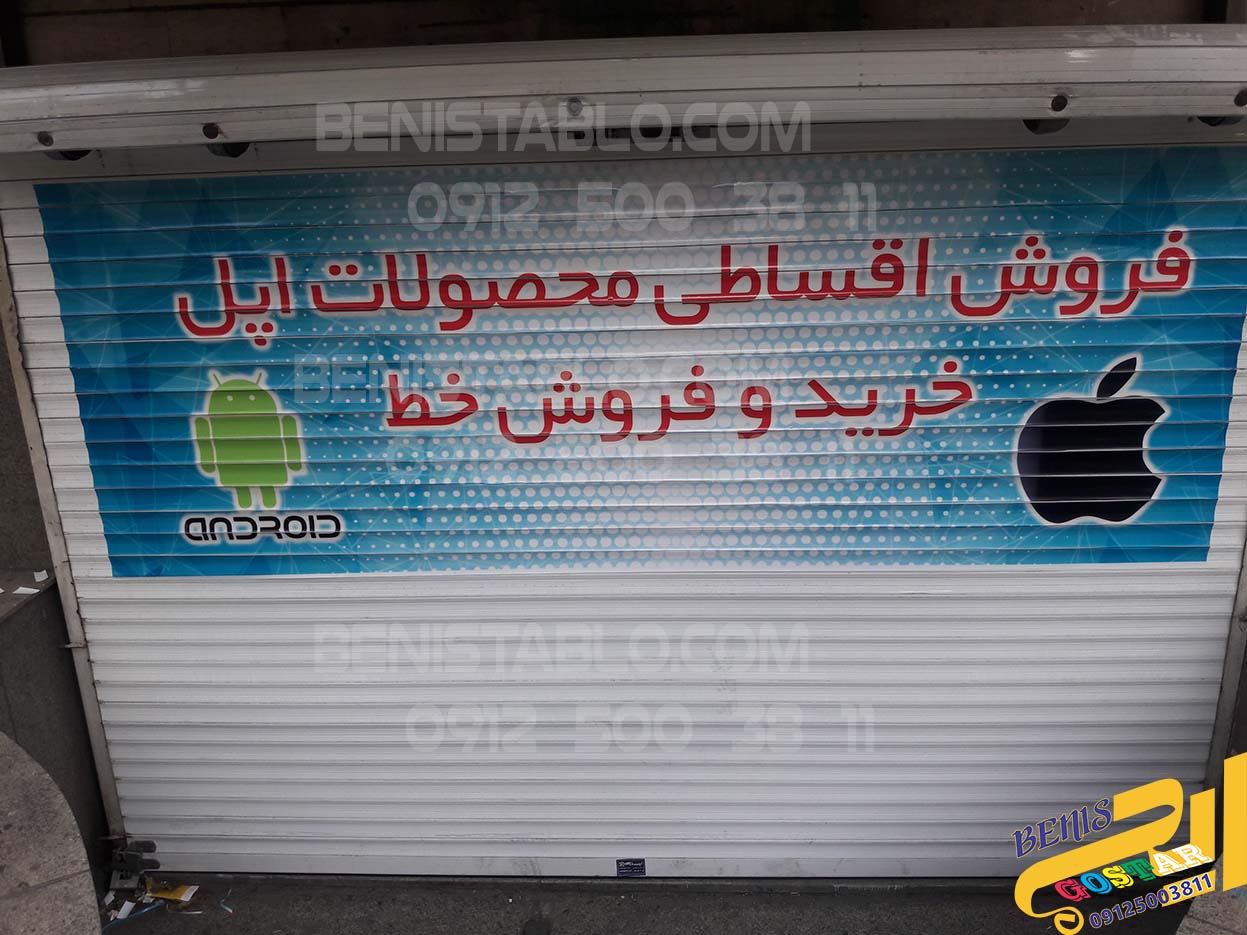 BENISTABLO.COM
0912 500 38 11
فروش اقساطی محصولات اپل
خرید و فروش خط
ANDROID
BENISTABLO.COM
0912 500 38 11
BENIS
GOSTAR
09125003811